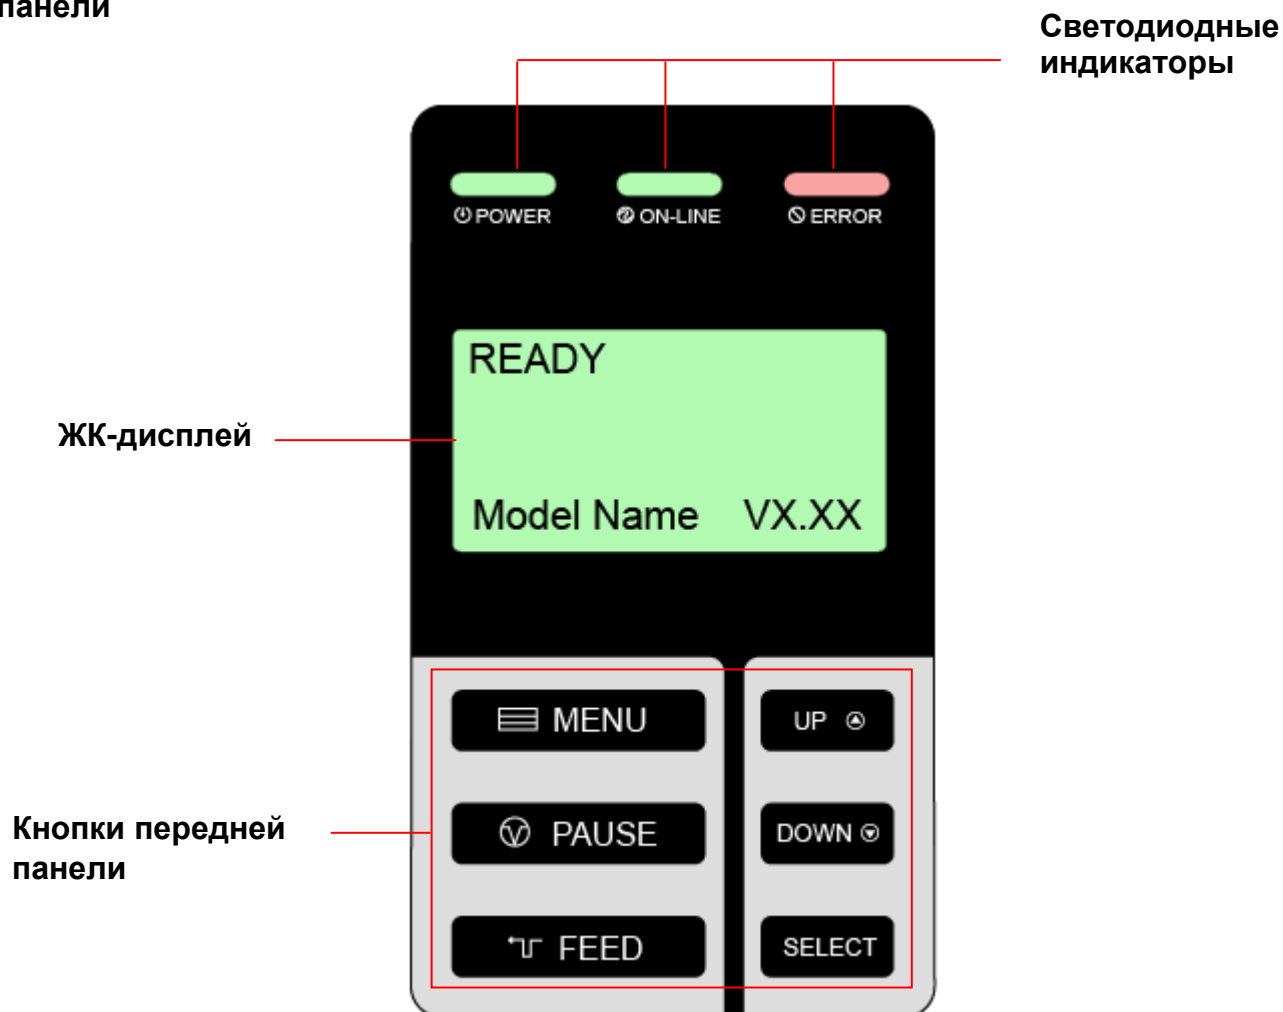 панели
Светодиодные
индикаторы
POWER ON-LINE ERROR
READY
ЖК-дисплей
Model Name VX.XX
MENU UP
Кнопки передней
панели
PAUSE DOWN
FEED SELECT